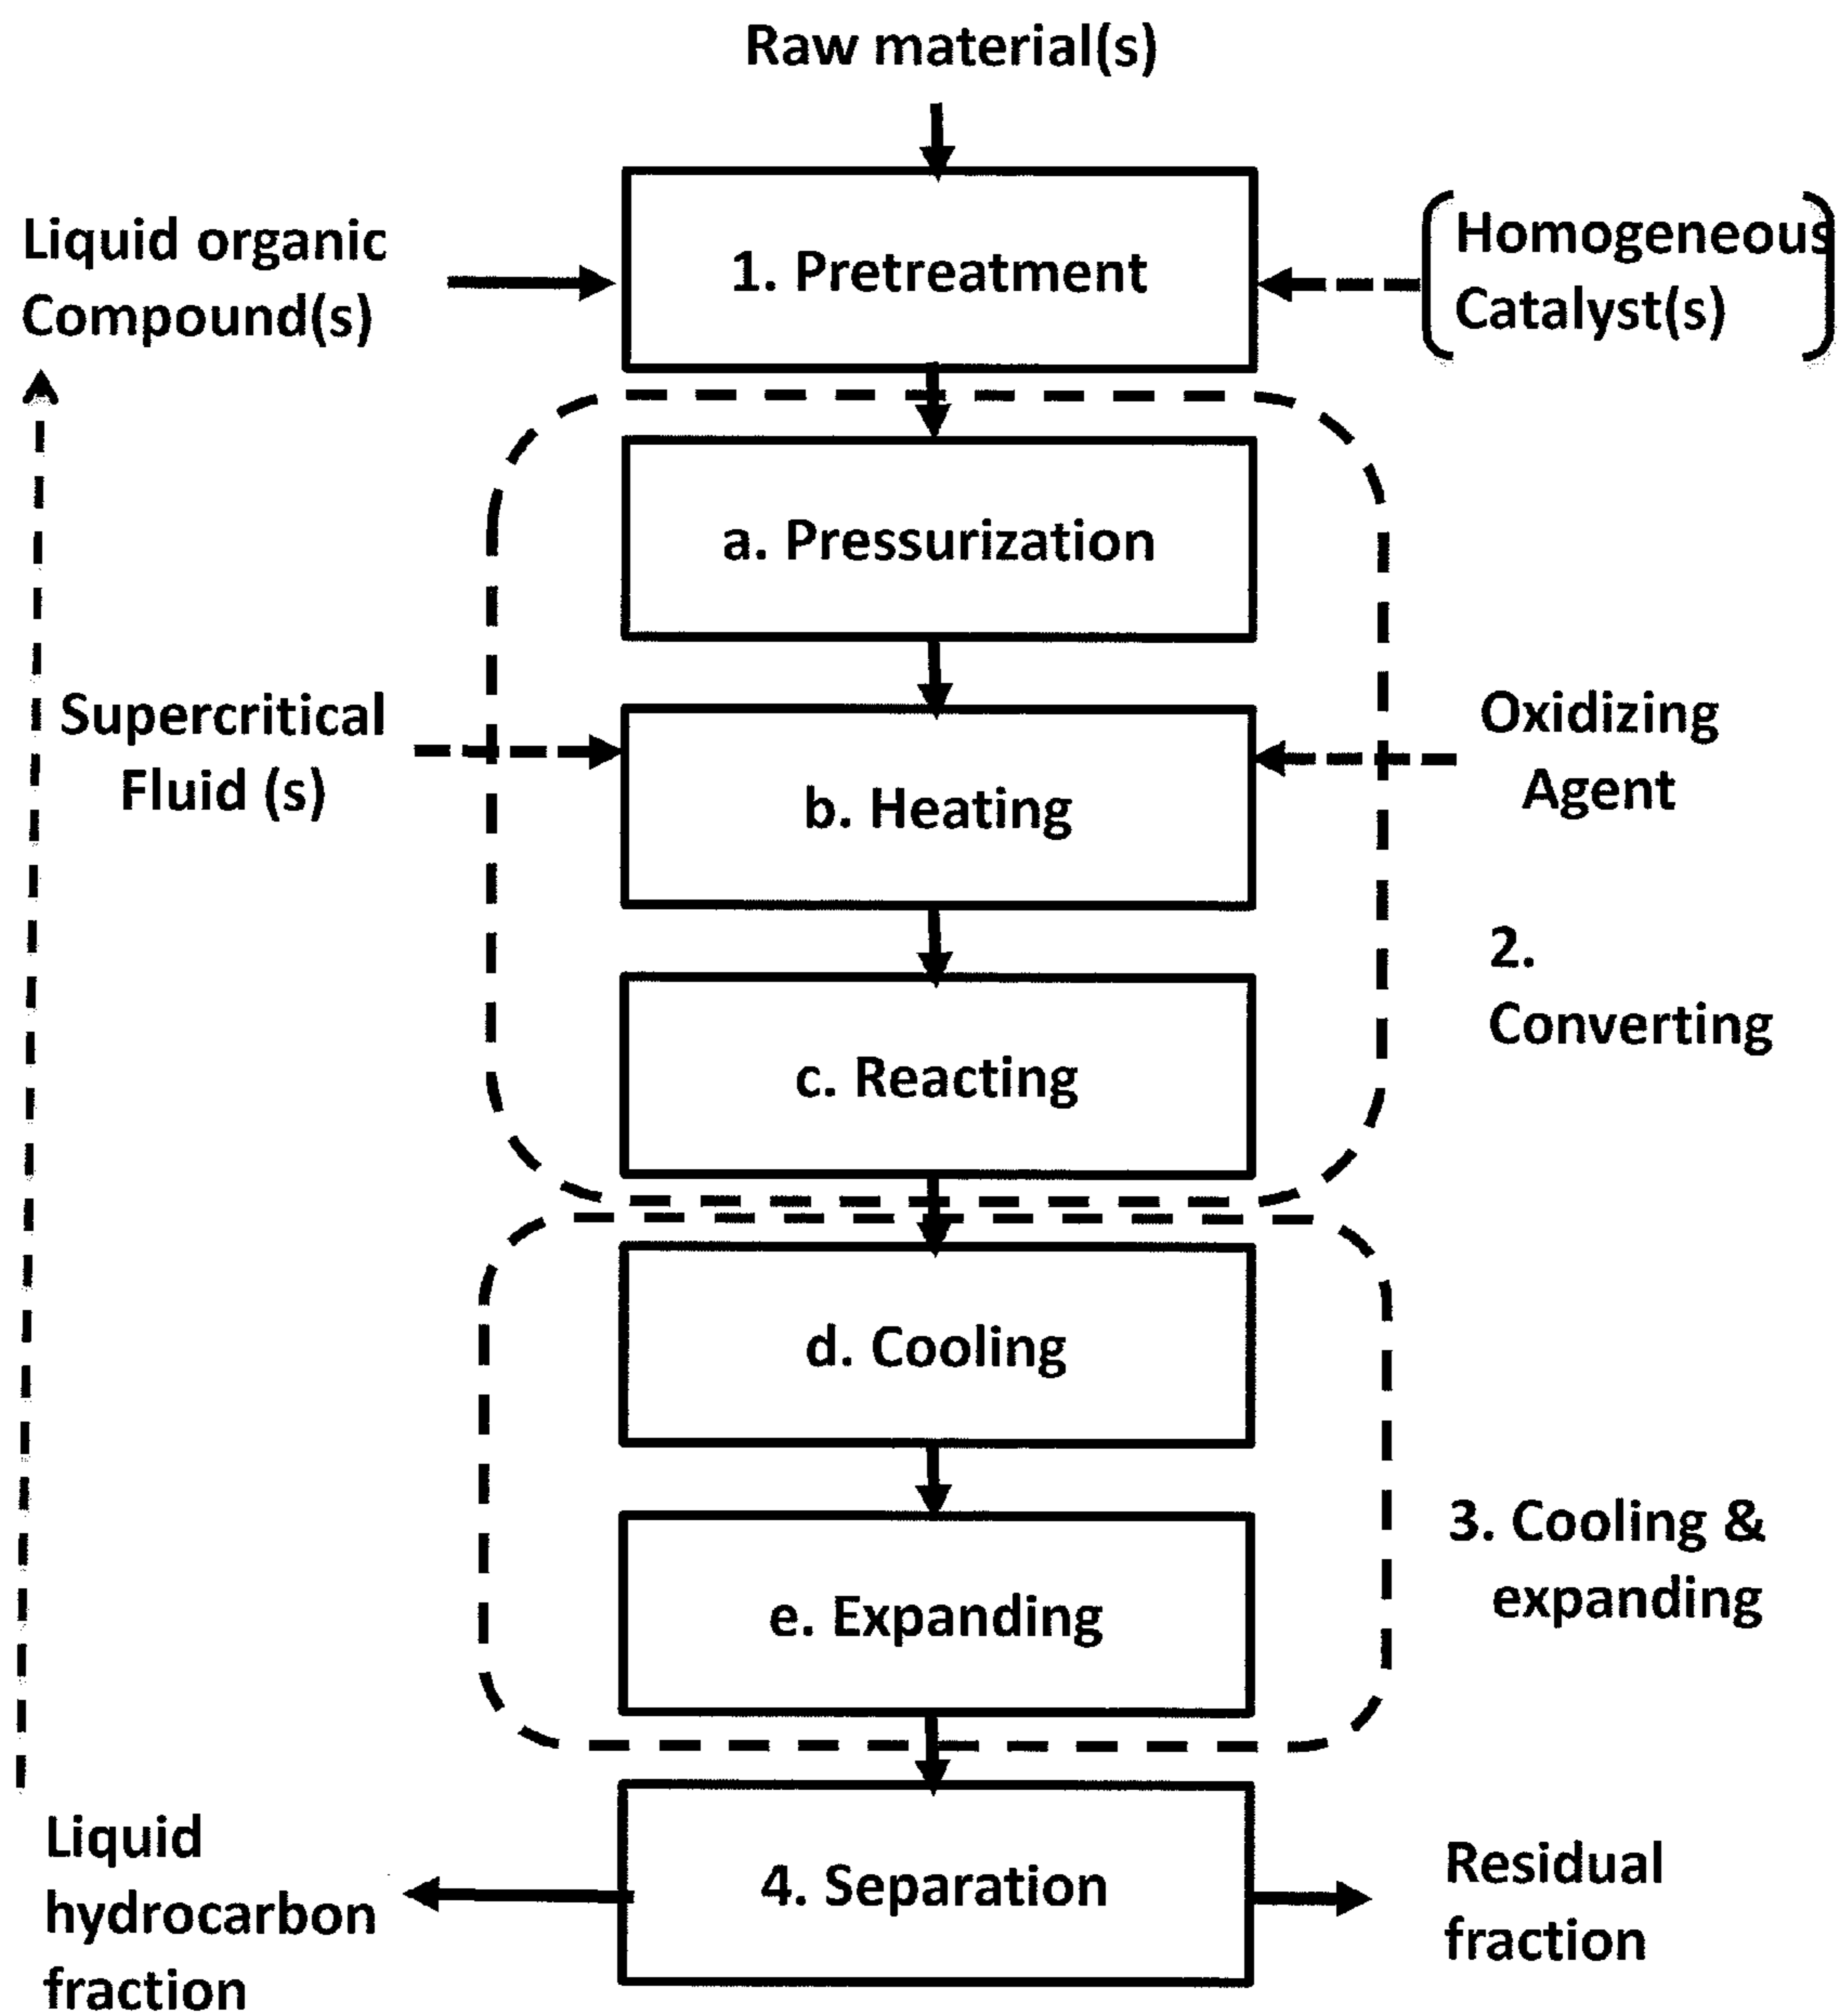 Raw material(s)
Liquid organic
Compound(s)
1. Pretreatment
Homogeneous
Catalyst(s)
a. Pressurization
Supercritical
Fluid (s)
b. Heating
Oxidizing
Agent
2.
Converting
c. Reacting
d. Cooling
e. Expanding
3. Cooling &
expanding
Liquid
hydrocarbon
fraction
4. Separation
Residual
fraction